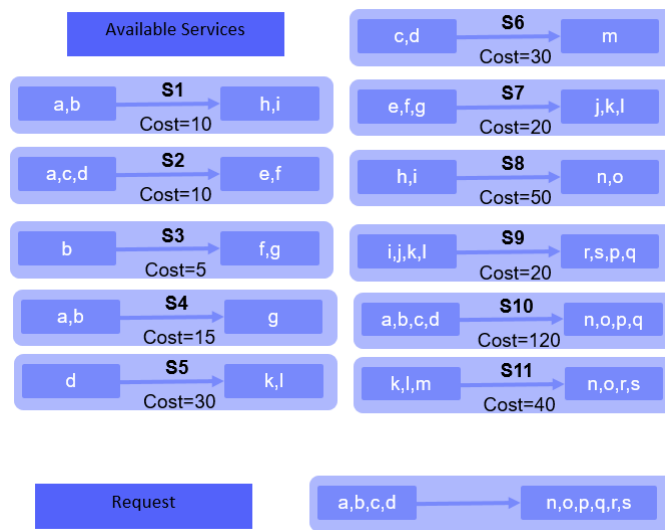 Available Services
S1
a,b
h,i
Cost=10
S2
a,c,d
e,f
Cost=10
S3
b
f,g
Cost=5
S4
a,b
g
Cost=15
S5
d
k,l
Cost=30
S6
c,d
m
Cost=30
S7
e,f,g
j,k,l
Cost=20
S8
h,i
n,o
Cost=50
S9
i,j,k,l
r,s,p,q
Cost=20
S10
a,b,c,d
n,o,p,q
Cost=120
S11
k,l,m
n,o,r,s
Cost=40
Request
a,b,c,d
n,o,p,q,r,s